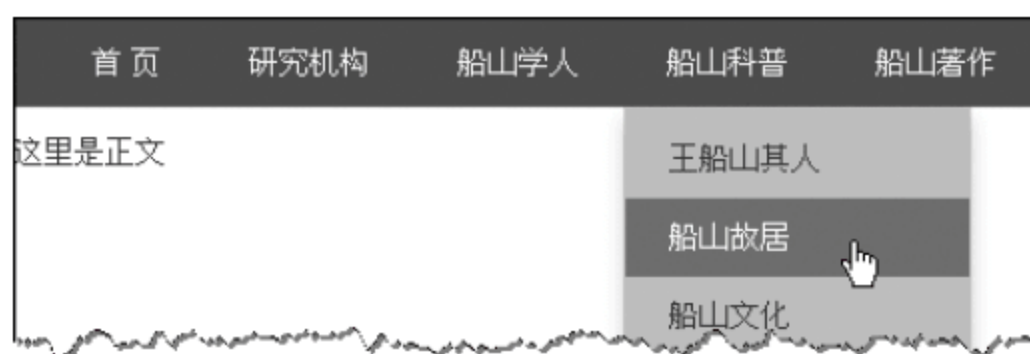 首 页 研究机构 船山学人 船山科普 船山著作
这里是正文
王船山其人
船山故居
船山文化